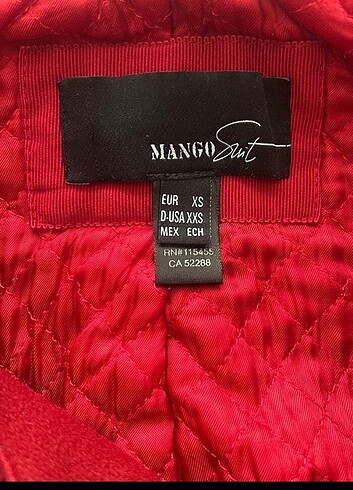 MANGO Suit
EUR XS
D-USA XXS
MEX ECH
RN#115455
CA 52288